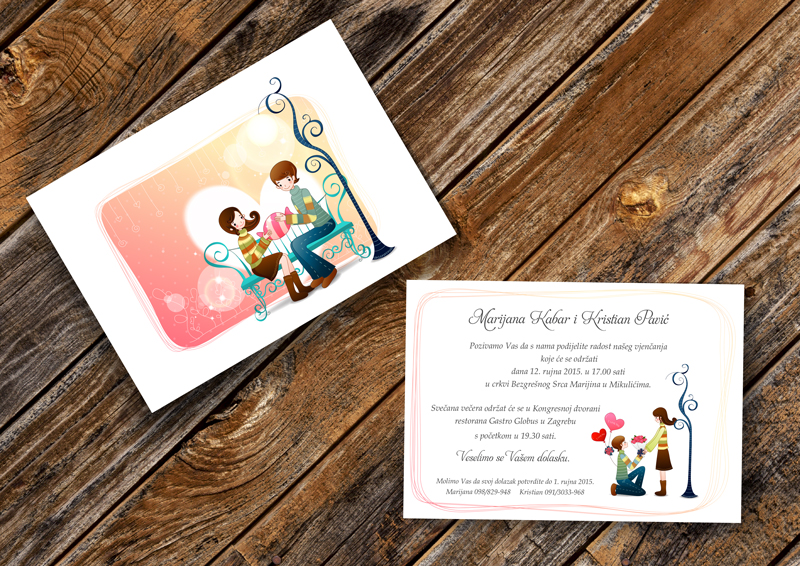 Marijana Kabar i Kristian Pavić
Pozivamo Vas da s nama podijelite radost našeg vjenčanja
koje će se održati
dana 12. rujna 2015. u 17.00 sati
u crkvi Bezgrešnog Srca Marijina u Mikulićima.
Svečana večera održat će se u Kongresnoj dvorani
restorana Gastro Globus u Zagrebu
s početkom u 19.30 sati.
Veselimo se Vašem dolasku.
Molimo Vas da svoj dolazak potvrdite do 1. rujna 2015.
Marijana 098/829-948 Kristian 091/3033-968